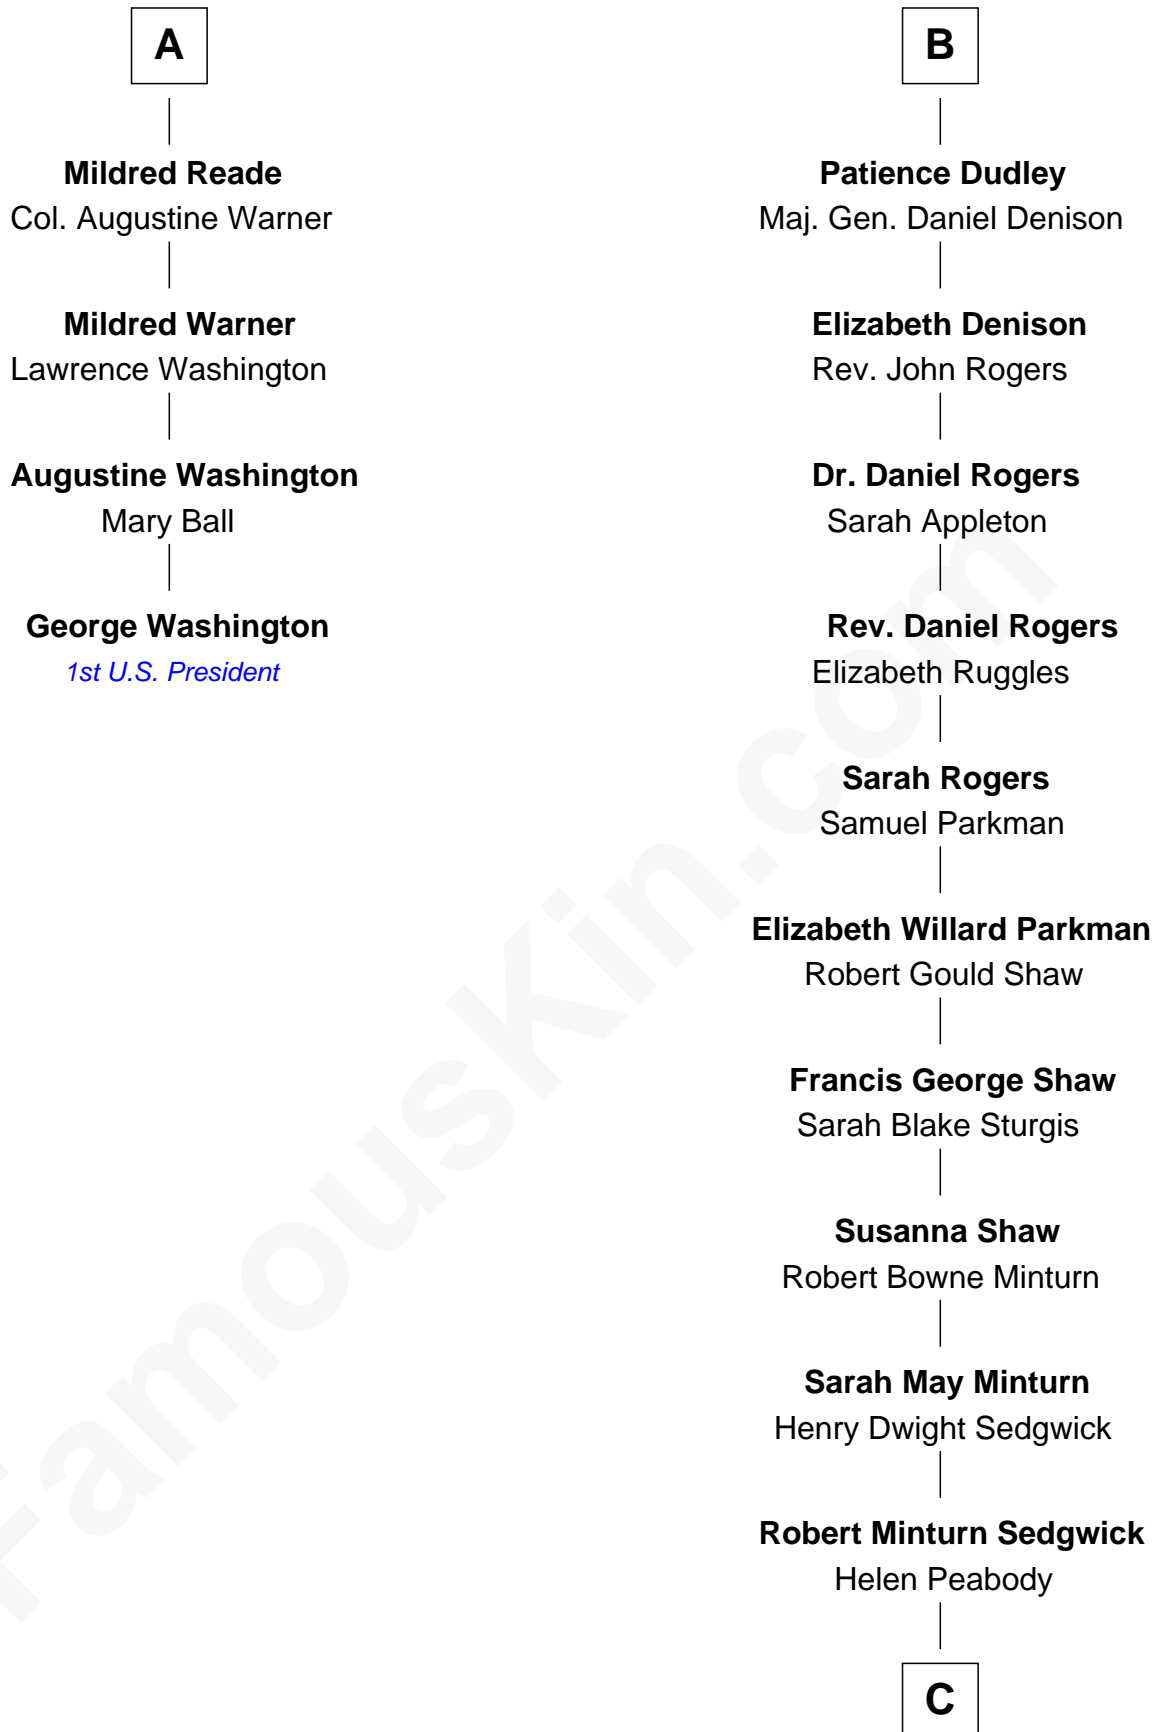 A
Mildred Reade
Col. Augustine Warner
Mildred Warner
Lawrence Washington
Augustine Washington
Mary Ball
George Washington
1st U.S. President
B
Patience Dudley
Maj. Gen. Daniel Denison
Elizabeth Denison
Rev. John Rogers
Dr. Daniel Rogers
Sarah Appleton
Rev. Daniel Rogers
Elizabeth Ruggles
Sarah Rogers
Samuel Parkman
Elizabeth Willard Parkman
Robert Gould Shaw
Francis George Shaw
Sarah Blake Sturgis
Susanna Shaw
Robert Bowne Minturn
Sarah May Minturn
Henry Dwight Sedgwick
Robert Minturn Sedgwick
Helen Peabody
C
FamousKin.com